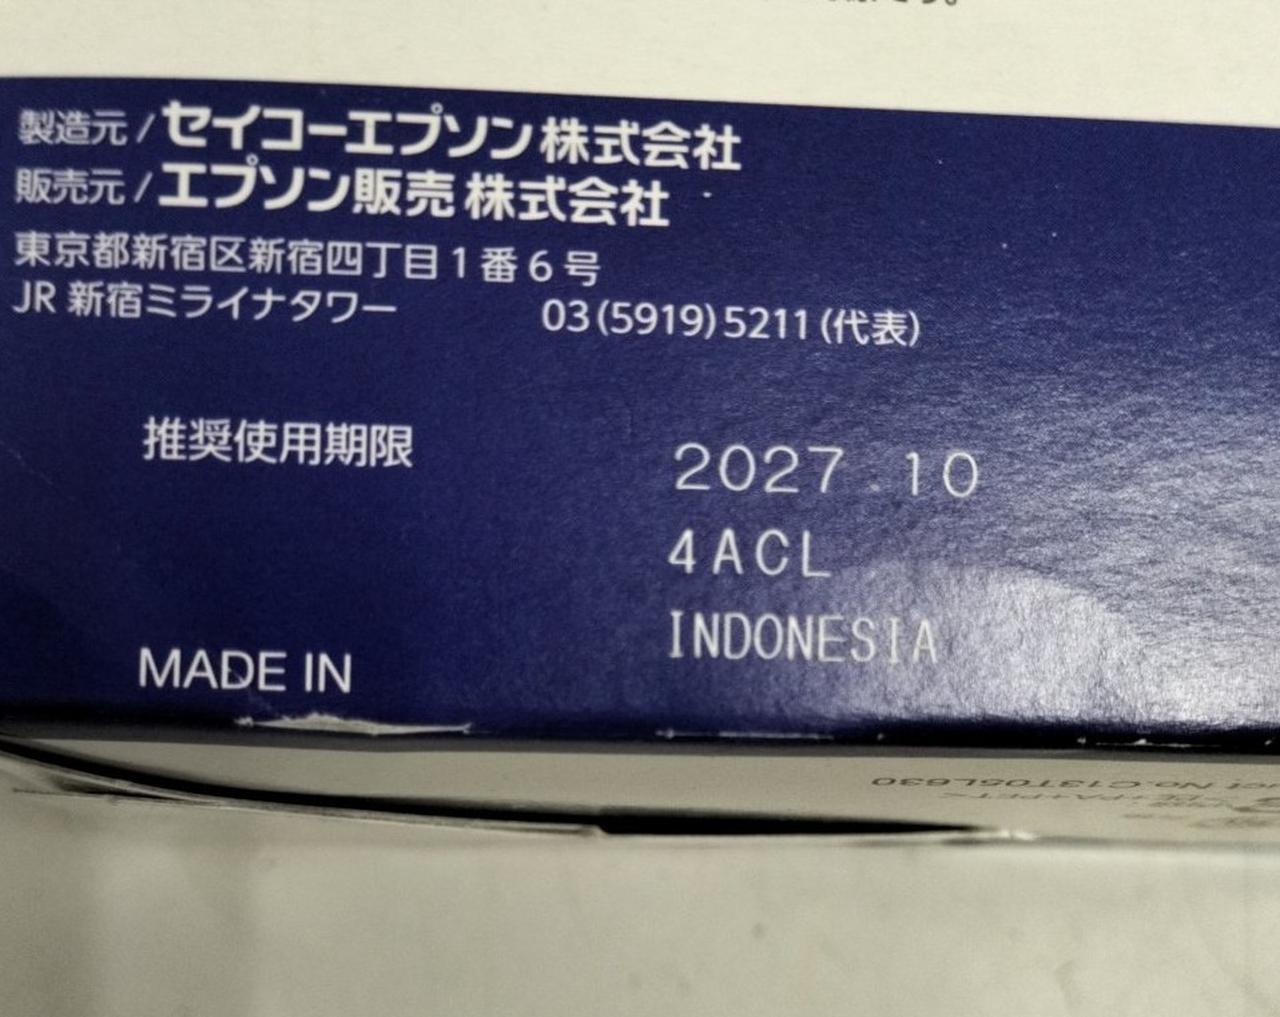 製造元 / セイコーエプソン株式会社
販売元 / エプソン販売株式会社
東京都新宿区新宿四丁目1番6号
JR 新宿ミライナタワー 03(5919)5211(代表)
推奨使用期限 2027.10
4ACL
MADE IN INDONESIA
No.C13T05L630